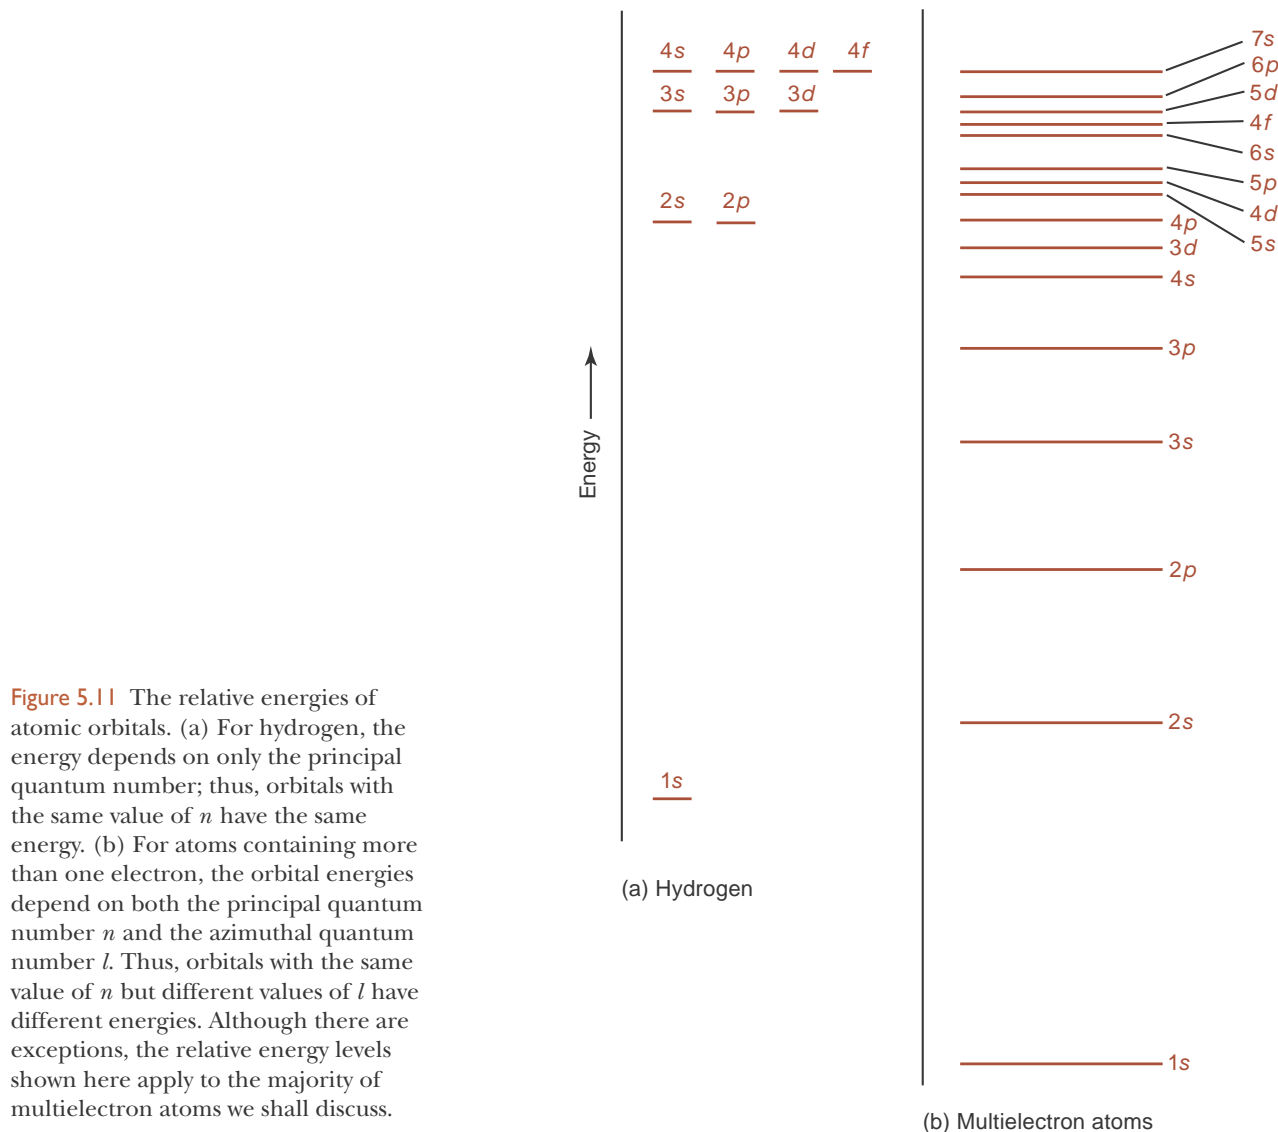 4s 4p 4d 4f
3s 3p 3d
2s 2p
1s
Energy
(a) Hydrogen
7s
6p
5d
4f
6s
5p
4d
5s
4p
3d
4s
3p
3s
2p
2s
1s
(b) Multielectron atoms
Figure 5.11 The relative energies of
atomic orbitals. (a) For hydrogen, the
energy depends on only the principal
quantum number; thus, orbitals with
the same value of n have the same
energy. (b) For atoms containing more
than one electron, the orbital energies
depend on both the principal quantum
number n and the azimuthal quantum
number l. Thus, orbitals with the same
value of n but different values of l have
different energies. Although there are
exceptions, the relative energy levels
shown here apply to the majority of
multielectron atoms we shall discuss.